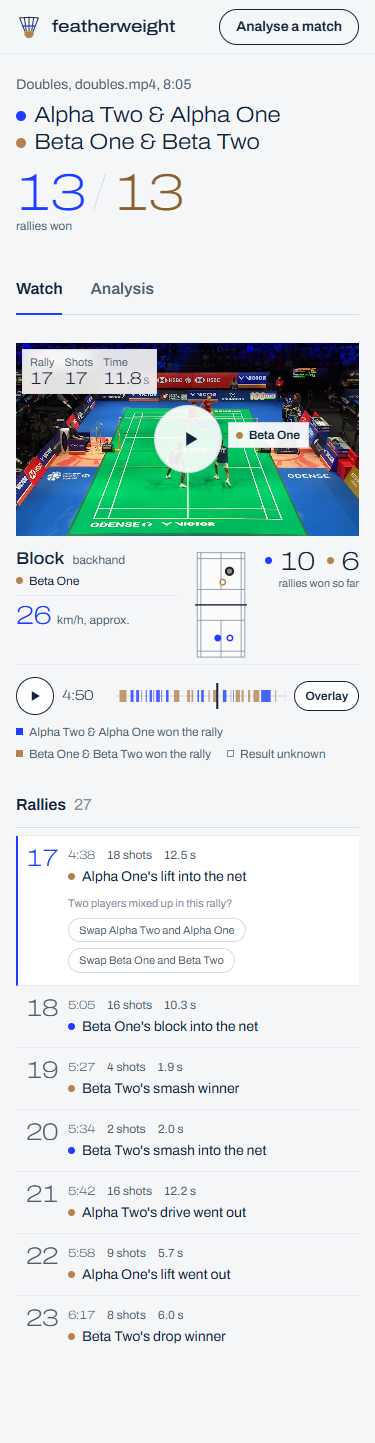 featherweight
Analyse a match
Doubles, doubles.mp4, 8:05
Alpha Two & Alpha One
Beta One & Beta Two
13 / 13
rallies won
Watch
Analysis
Rally Shots Time
17 17 11.8 s
HSBC
VICTOR
Beta One
ODENSE
VICTOR
Block backhand
Beta One
26 km/h, approx.
10 6
rallies won so far
4:50
Overlay
Alpha Two & Alpha One won the rally
Beta One & Beta Two won the rally
Result unknown
Rallies 27
17 4:38 18 shots 12.5 s
Alpha One's lift into the net
Two players mixed up in this rally?
Swap Alpha Two and Alpha One
Swap Beta One and Beta Two
18 5:05 16 shots 10.3 s
Beta One's block into the net
19 5:27 4 shots 1.9 s
Beta Two's smash winner
20 5:34 2 shots 2.0 s
Beta Two's smash into the net
21 5:42 16 shots 12.2 s
Alpha Two's drive went out
22 5:58 9 shots 5.7 s
Alpha One's lift went out
23 6:17 8 shots 6.0 s
Beta Two's drop winner